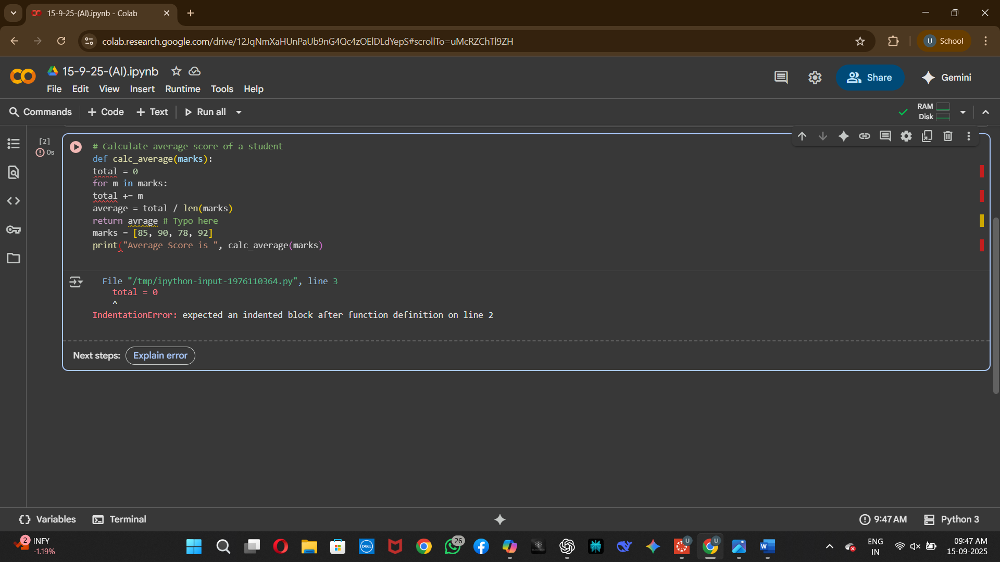 15-9-25-(AI).ipynb - Colab
colab.research.google.com/drive/12JqNmXaHUnPaUb9nG4Qc4zOElDLdYepS#scrollTo=uMcRZChTl9ZH
U School
15-9-25-(AI).ipynb
File Edit View Insert Runtime Tools Help
Share
Gemini
Commands + Code + Text Run all
RAM
Disk
[2]
0s
# Calculate average score of a student
def calc_average(marks):
total = 0
for m in marks:
total += m
average = total / len(marks)
return avrage # Typo here
marks = [85, 90, 78, 92]
print("Average Score is ", calc_average(marks)
File "/tmp/ipython-input-1976110364.py", line 3
total = 0
^
IndentationError: expected an indented block after function definition on line 2
Next steps: Explain error
{} Variables Terminal
9:47 AM Python 3
2
INFY
-1.19%
DELL
26
U
U
W
ENG
IN
09:47 AM
15-09-2025